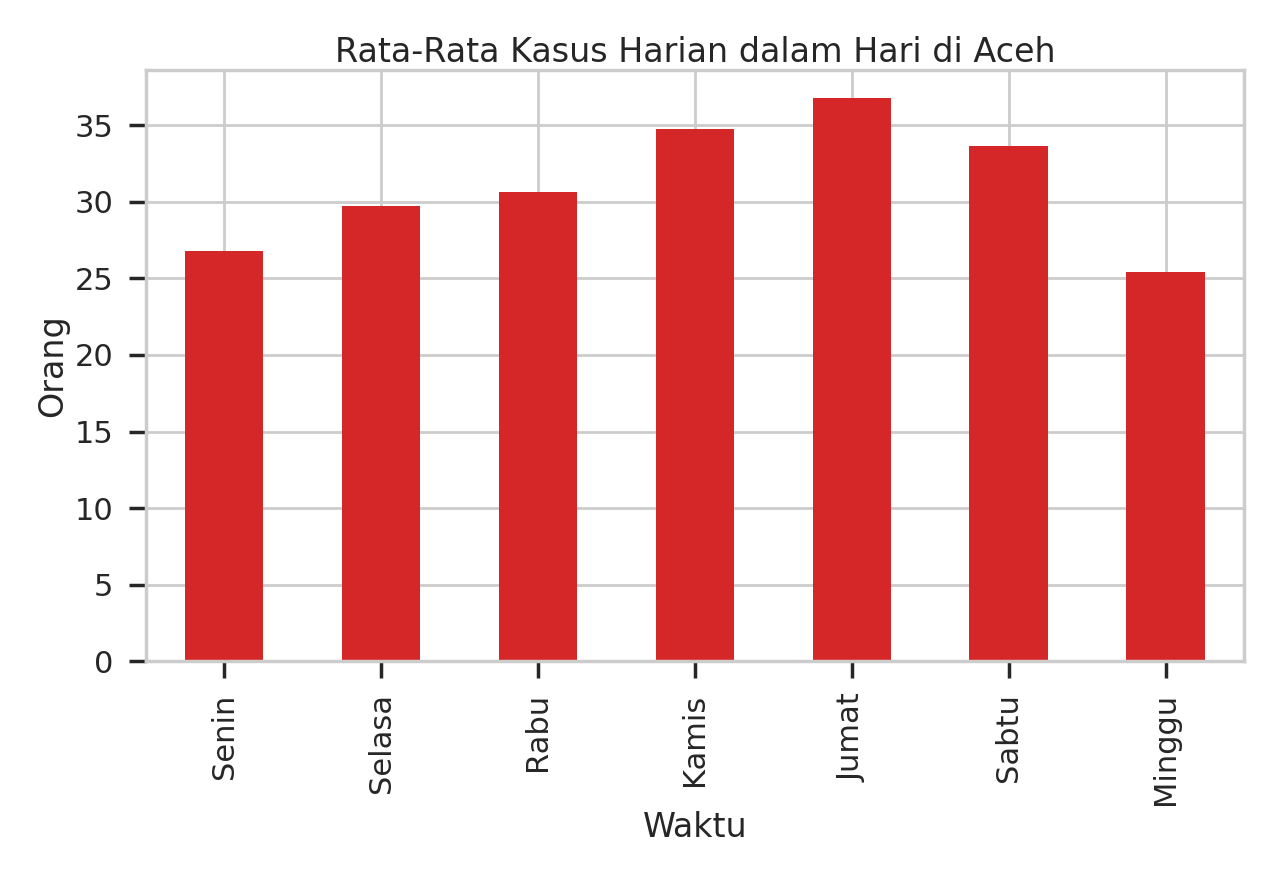 Rata-Rata Kasus Harian dalam Hari di Aceh
Orang
35
30
25
20
15
10
5
0
Senin
Selasa
Rabu
Kamis
Jumat
Sabtu
Minggu
Waktu